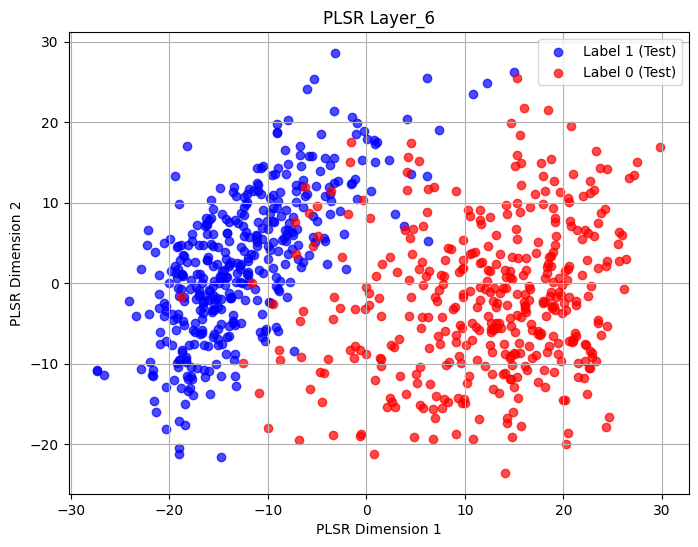 PLSR Layer_6
Label 1 (Test)
Label 0 (Test)
PLSR Dimension 2
30
20
10
0
−10
−20
−30
−20
−10
0
10
20
30
PLSR Dimension 1